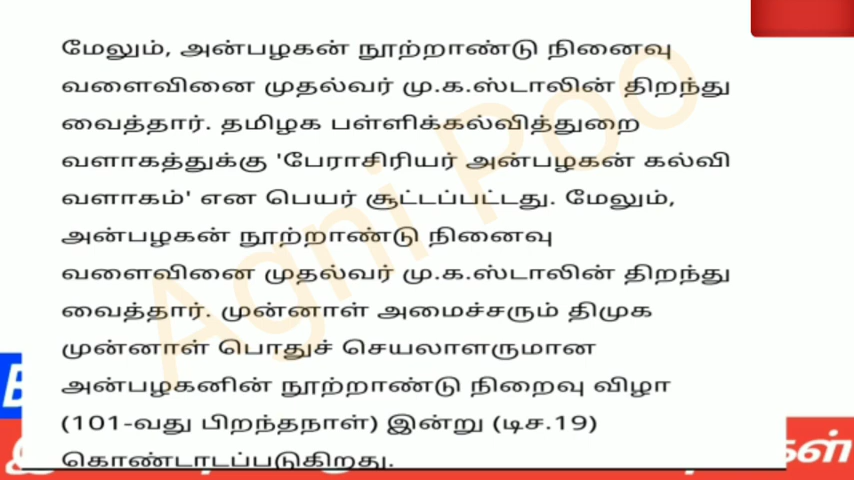 மேலும், அன்பழகன் நூற்றாண்டு நினைவு
வளைவினை முதல்வர் மு.க.ஸ்டாலின் திறந்து
வைத்தார். தமிழக பள்ளிக்கல்வித்துறை
வளாகத்துக்கு 'பேராசிரியர் அன்பழகன் கல்வி
வளாகம்' என பெயர் சூட்டப்பட்டது. மேலும்,
அன்பழகன் நூற்றாண்டு நினைவு
வளைவினை முதல்வர் மு.க.ஸ்டாலின் திறந்து
வைத்தார். முன்னாள் அமைச்சரும் திமுக
முன்னாள் பொதுச் செயலாளருமான
அன்பழகனின் நூற்றாண்டு நிறைவு விழா
(101-வது பிறந்தநாள்) இன்று (டிச.19)
கொண்டாடப்படுகிறது.
Agni Poo